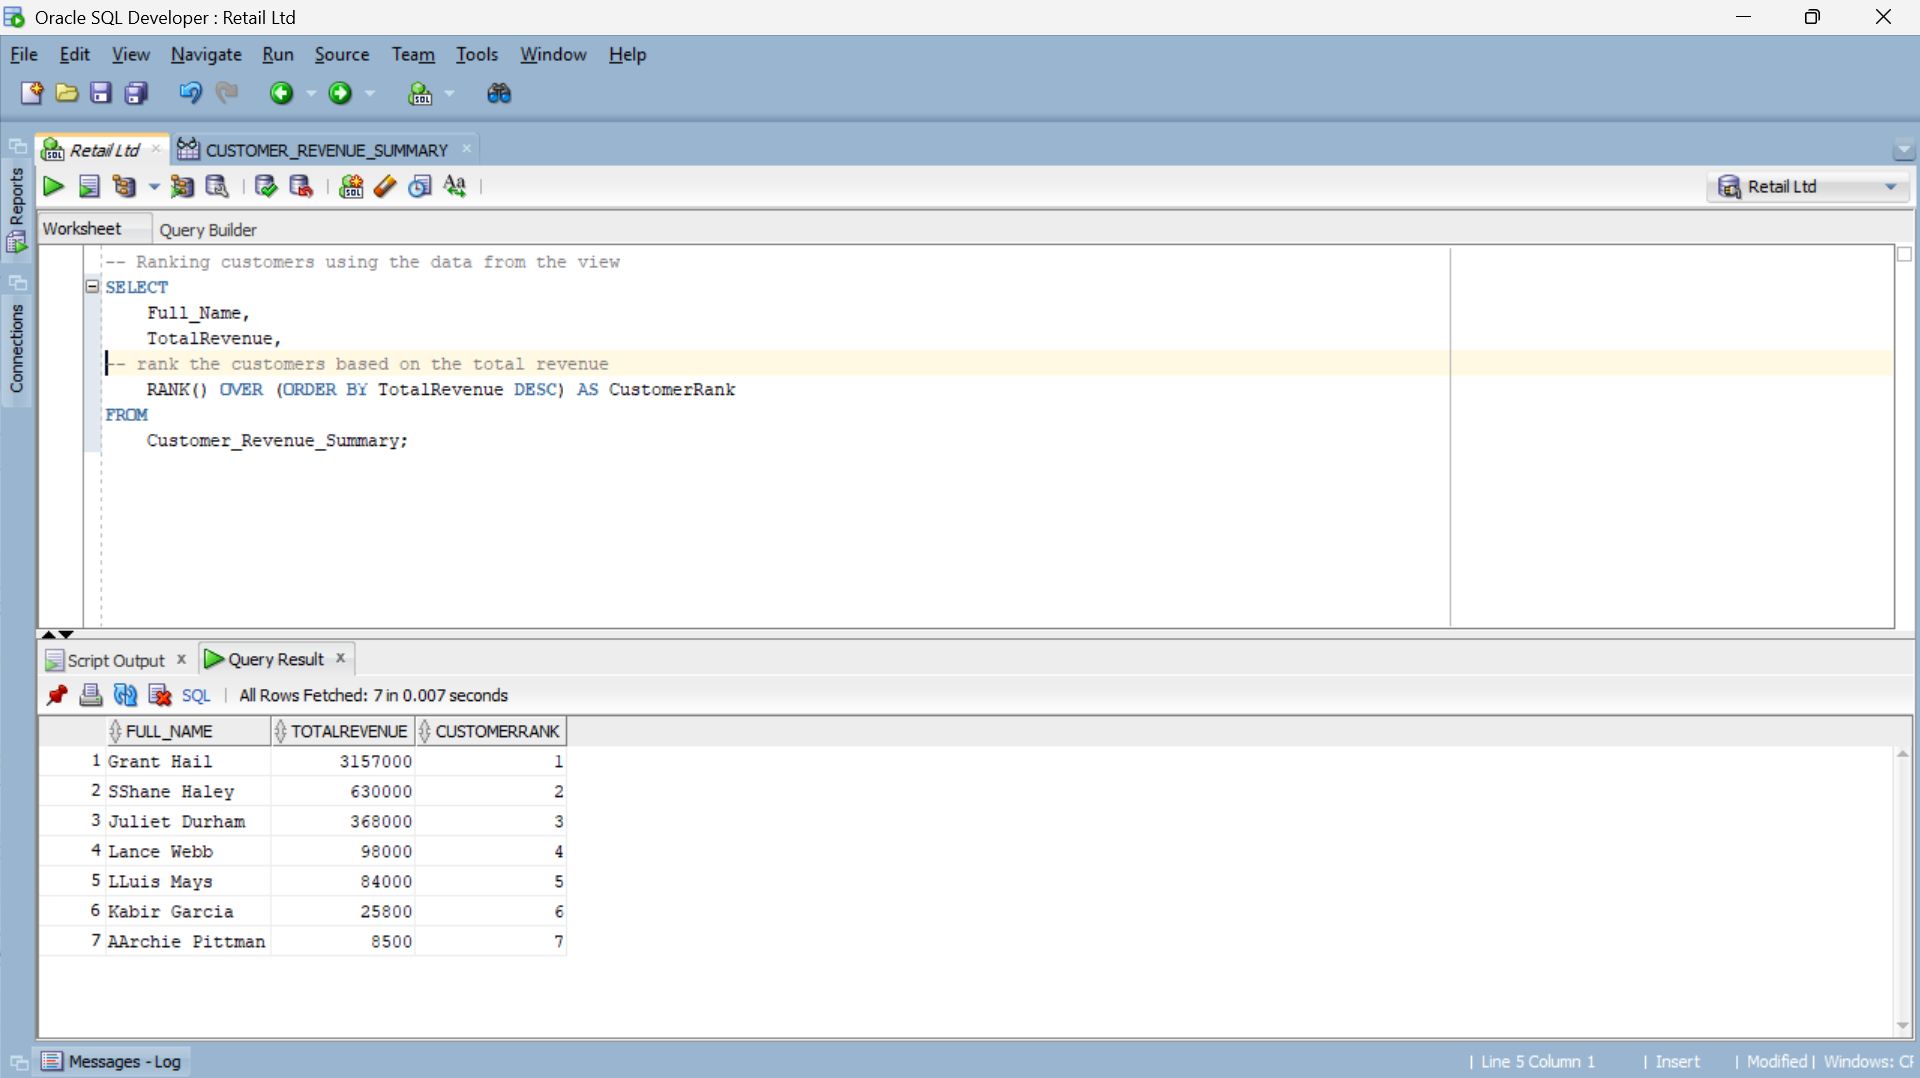 Oracle SQL Developer : Retail Ltd
File Edit View Navigate Run Source Team Tools Window Help
Retail Ltd CUSTOMER_REVENUE_SUMMARY
Retail Ltd
Reports
Connections
Worksheet Query Builder
-- Ranking customers using the data from the view
SELECT
Full_Name,
TotalRevenue,
-- rank the customers based on the total revenue
RANK() OVER (ORDER BY TotalRevenue DESC) AS CustomerRank
FROM
Customer_Revenue_Summary;
Script Output Query Result
SQL All Rows Fetched: 7 in 0.007 seconds
FULL_NAME TOTALREVENUE CUSTOMERRANK
1 Grant Hail 3157000 1
2 SShane Haley 630000 2
3 Juliet Durham 368000 3
4 Lance Webb 98000 4
5 LLuis Mays 84000 5
6 Kabir Garcia 25800 6
7 AArchie Pittman 8500 7
Messages - Log
| Line 5 Column 1 | Insert | Modified | Windows: